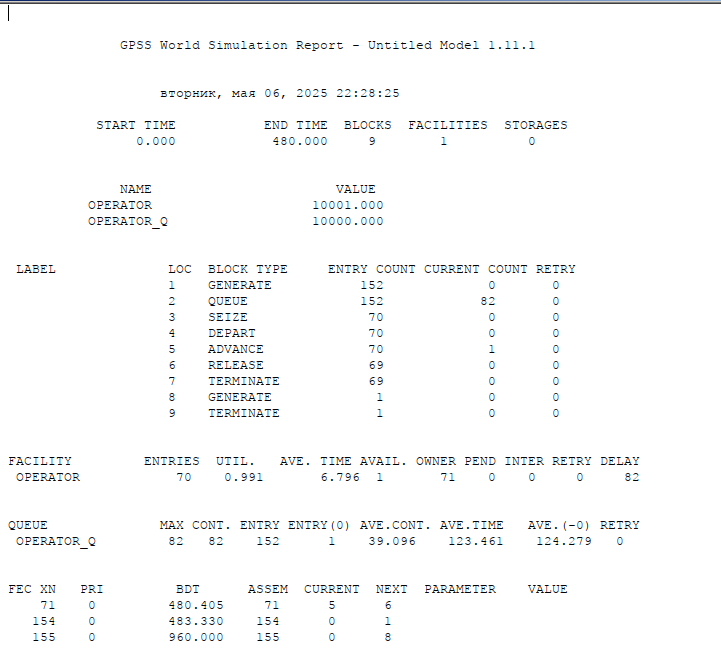 GPSS World Simulation Report - Untitled Model 1.11.1
вторник, мая 06, 2025 22:28:25
START TIME END TIME BLOCKS FACILITIES STORAGES
0.000 480.000 9 1 0
NAME VALUE
OPERATOR 10001.000
OPERATOR_Q 10000.000
LABEL LOC BLOCK TYPE ENTRY COUNT CURRENT COUNT RETRY
1 GENERATE 152 0 0
2 QUEUE 152 82 0
3 SEIZE 70 0 0
4 DEPART 70 0 0
5 ADVANCE 70 1 0
6 RELEASE 69 0 0
7 TERMINATE 69 0 0
8 GENERATE 1 0 0
9 TERMINATE 1 0 0
FACILITY ENTRIES UTIL. AVE. TIME AVAIL. OWNER PEND INTER RETRY DELAY
OPERATOR 70 0.991 6.796 1 71 0 0 0 82
QUEUE MAX CONT. ENTRY ENTRY(0) AVE.CONT. AVE.TIME AVE.(-0) RETRY
OPERATOR_Q 82 82 152 1 39.096 123.461 124.279 0
FEC XN PRI BDT ASSEM CURRENT NEXT PARAMETER VALUE
71 0 480.405 71 5 6
154 0 483.330 154 0 1
155 0 960.000 155 0 8